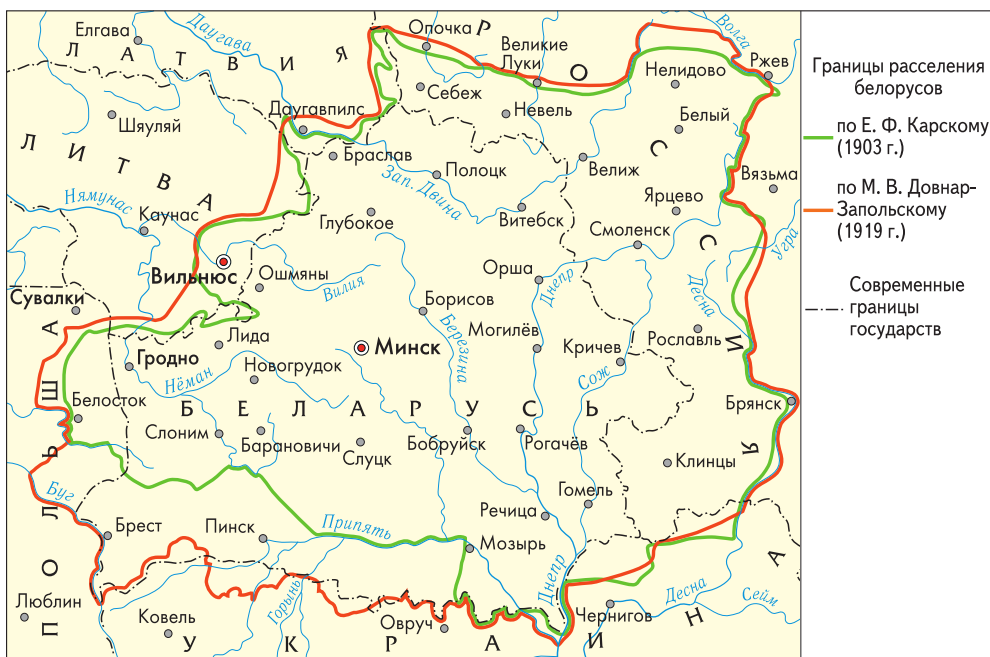 Елгава
Даугава
Опочка
Р
Волга
Л А Т В И Я
Великие
Луки
О
Нелидово
Ржев
Себеж
Шяуляй
Даугавпилс
Невель
Белый
С
Л И Т В А
Браслав
Полоцк
Велиж
Зап. Двина
Вязьма
Нямунас
Каунас
Глубокое
Витебск
Ярцево
С
Смоленск
Угра
Вильнюс
Ошмяны
Вилия
Орша
Днепр
Десна
Сувалки
Борисов
Березина
Могилёв
Рославль
И
Лида
Минск
Кричев
Гродно
Нёман
Новогрудок
Сож
Белосток
Б Е Л А Р У С Ь
Брянск
Слоним
Барановичи
Слуцк
Бобруйск
Рогачёв
Я
Клинцы
Буг
Гомель
Речица
Брест
Пинск
Припять
Мозырь
П О Л Ь Ш А
Люблин
Ковель
Горынь
Овруч
Днепр
Чернигов
Десна
Сейм
У К Р А И Н А
Границы расселения
белорусов
по Е. Ф. Карскому
(1903 г.)
по М. В. Довнар-
Запольскому
(1919 г.)
Современные
границы
государств